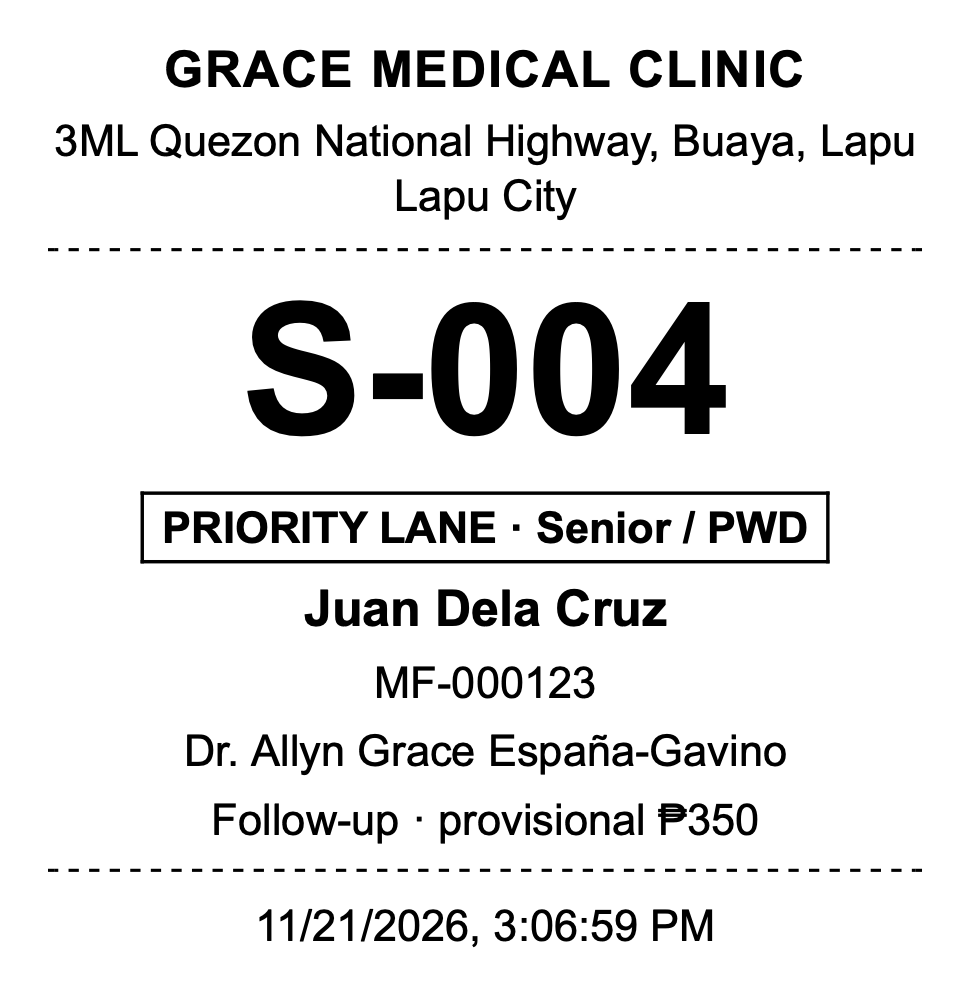 GRACE MEDICAL CLINIC
3ML Quezon National Highway, Buaya, Lapu
Lapu City
S-004
PRIORITY LANE · Senior / PWD
Juan Dela Cruz
MF-000123
Dr. Allyn Grace España-Gavino
Follow-up · provisional ₱350
11/21/2026, 3:06:59 PM